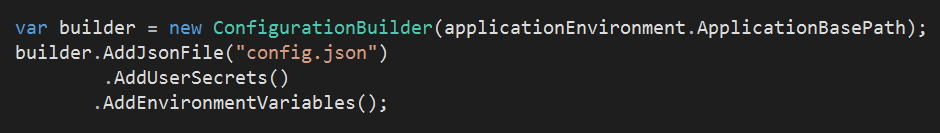 var builder = new ConfigurationBuilder(applicationEnvironment.ApplicationBasePath);
builder.AddJsonFile("config.json")
        .AddUserSecrets()
       .AddEnvironmentVariables();